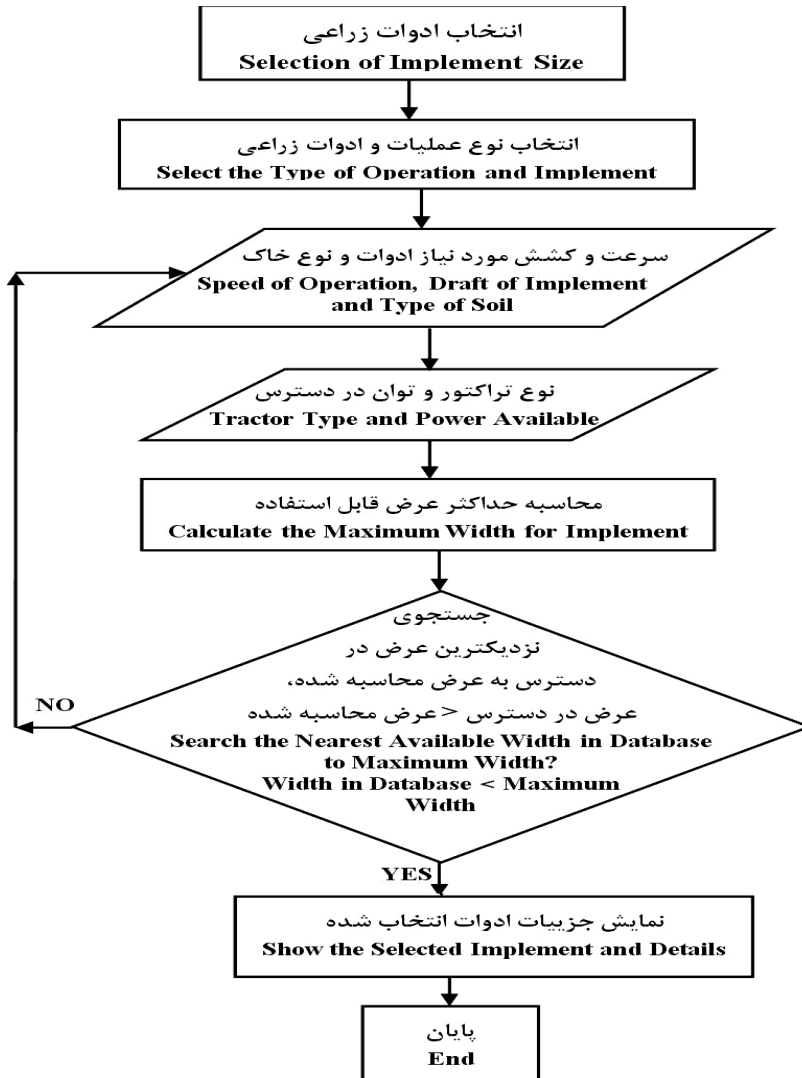 انتخاب ادوات زراعی
Selection of Implement Size
انتخاب نوع عملیات و ادوات زراعی
Select the Type of Operation and Implement
سرعت و کشش مورد نیاز ادوات و نوع خاک
Speed of Operation, Draft of Implement
and Type of Soil
نوع تراکتور و توان در دسترس
Tractor Type and Power Available
محاسبه حداکثر عرض قابل استفاده
Calculate the Maximum Width for Implement
جستجوی
نزدیکترین عرض در
دسترس به عرض محاسبه شده،
عرض در دسترس < عرض محاسبه شده
Search the Nearest Available Width in Database
to Maximum Width?
Width in Database < Maximum
Width
NO
YES
نمایش جزییات ادوات انتخاب شده
Show the Selected Implement and Details
پایان
End